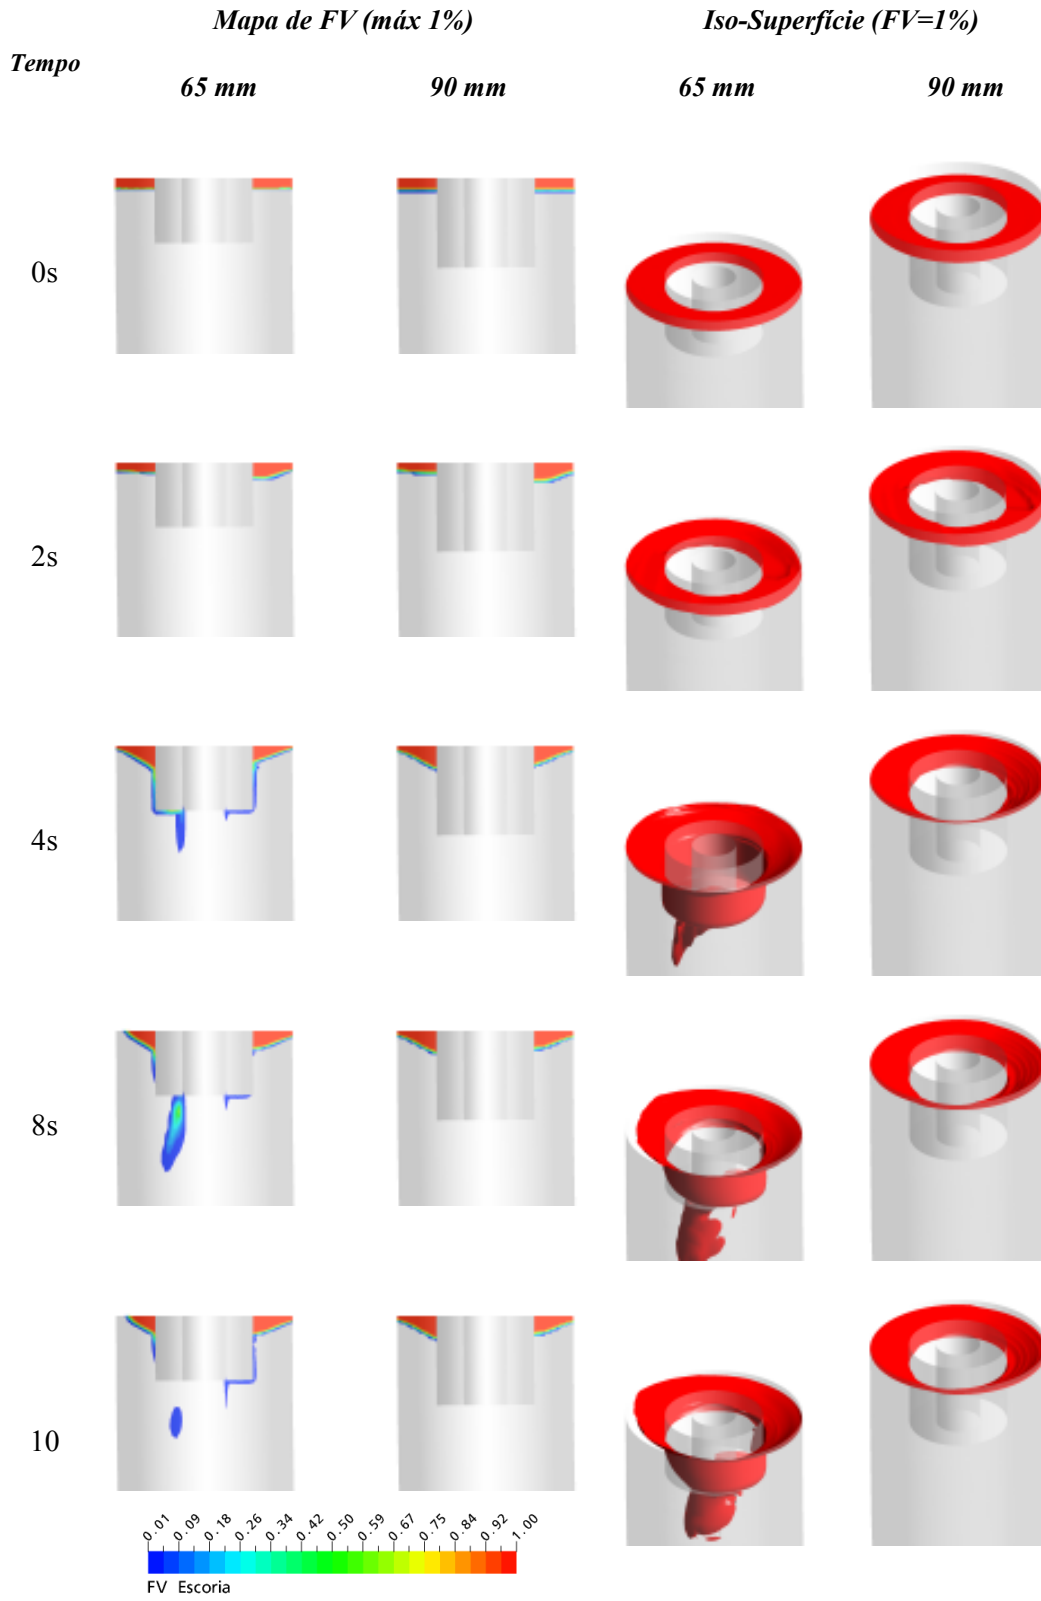 Mapa de FV (máx 1%) Iso-Superfície (FV=1%)
Tempo
65 mm 90 mm 65 mm 90 mm
0s
2s
4s
8s
10
0.01 0.09 0.18 0.26 0.34 0.42 0.50 0.59 0.67 0.75 0.84 0.92 1.00
FV Escoria